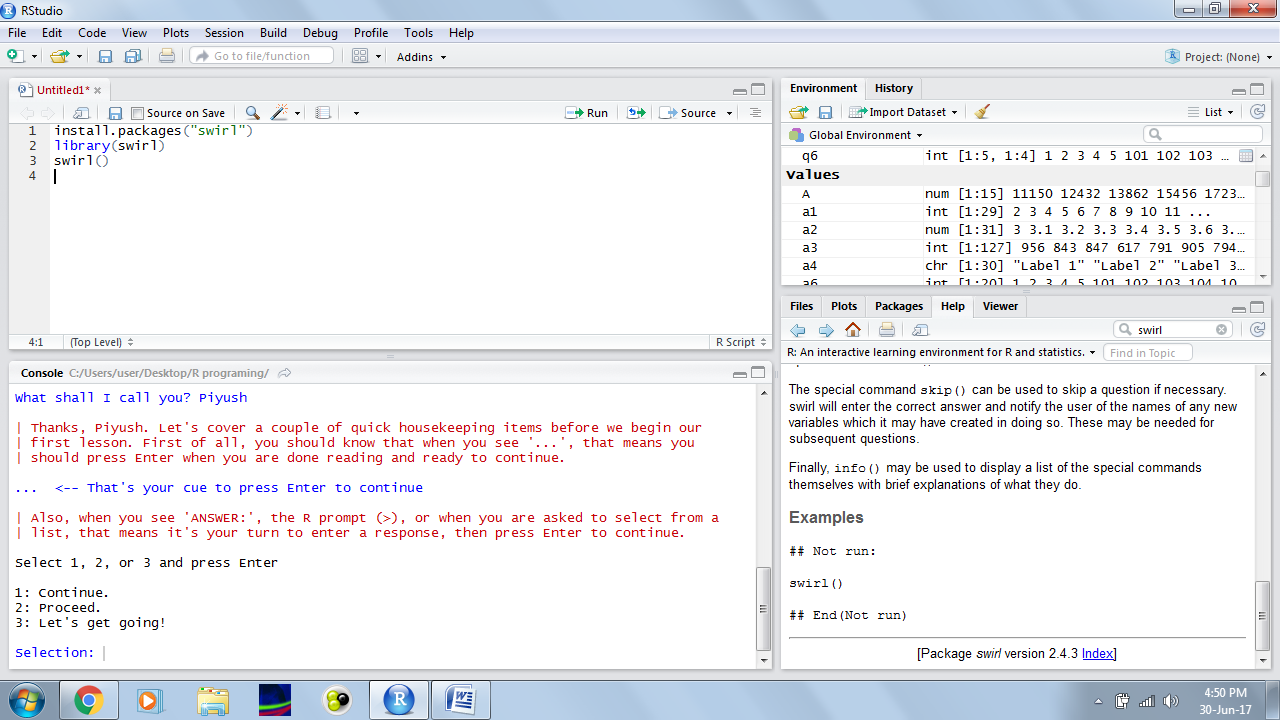 RStudio
File Edit Code View Plots Session Build Debug Profile Tools Help
Go to file/function Addins Project: (None)
Untitled1*
Source on Save Run Source
1 install.packages("swirl")
2 library(swirl)
3 swirl()
4
4:1 (Top Level) R Script
Console C:/Users/user/Desktop/R programing/
What shall I call you? Piyush
| Thanks, Piyush. Let's cover a couple of quick housekeeping items before we begin our
| first lesson. First of all, you should know that when you see '...', that means you
| should press Enter when you are done reading and ready to continue.
... <-- That's your cue to press Enter to continue
| Also, when you see 'ANSWER:', the R prompt (>), or when you are asked to select from a
| list, that means it's your turn to enter a response, then press Enter to continue.
Select 1, 2, or 3 and press Enter
1: Continue.
2: Proceed.
3: Let's get going!
Selection:
Environment History
Import Dataset List
Global Environment
q6 int [1:5, 1:4] 1 2 3 4 5 101 102 103 …
Values
A num [1:15] 11150 12432 13862 15456 1723…
a1 int [1:29] 2 3 4 5 6 7 8 9 10 11 ...
a2 num [1:31] 3 3.1 3.2 3.3 3.4 3.5 3.6 3.…
a3 int [1:127] 956 843 847 617 791 905 794…
a4 chr [1:30] "Label 1" "Label 2" "Label 3…
a6 int [1:20] 1 2 3 4 5 101 102 103 104 10
Files Plots Packages Help Viewer
swirl
R: An interactive learning environment for R and statistics. Find in Topic
The special command skip() can be used to skip a question if necessary.
swirl will enter the correct answer and notify the user of the names of any new
variables which it may have created in doing so. These may be needed for
subsequent questions.
Finally, info() may be used to display a list of the special commands
themselves with brief explanations of what they do.
Examples
## Not run:
swirl()
## End(Not run)
[Package swirl version 2.4.3 Index]
4:50 PM
30-Jun-17